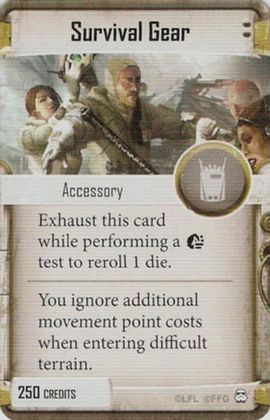 Survival Gear
Accessory
Exhaust this card
while performing a
test to reroll 1 die.
You ignore additional
movement point costs
when entering difficult
terrain.
250 CREDITS
©LFL ©FFG